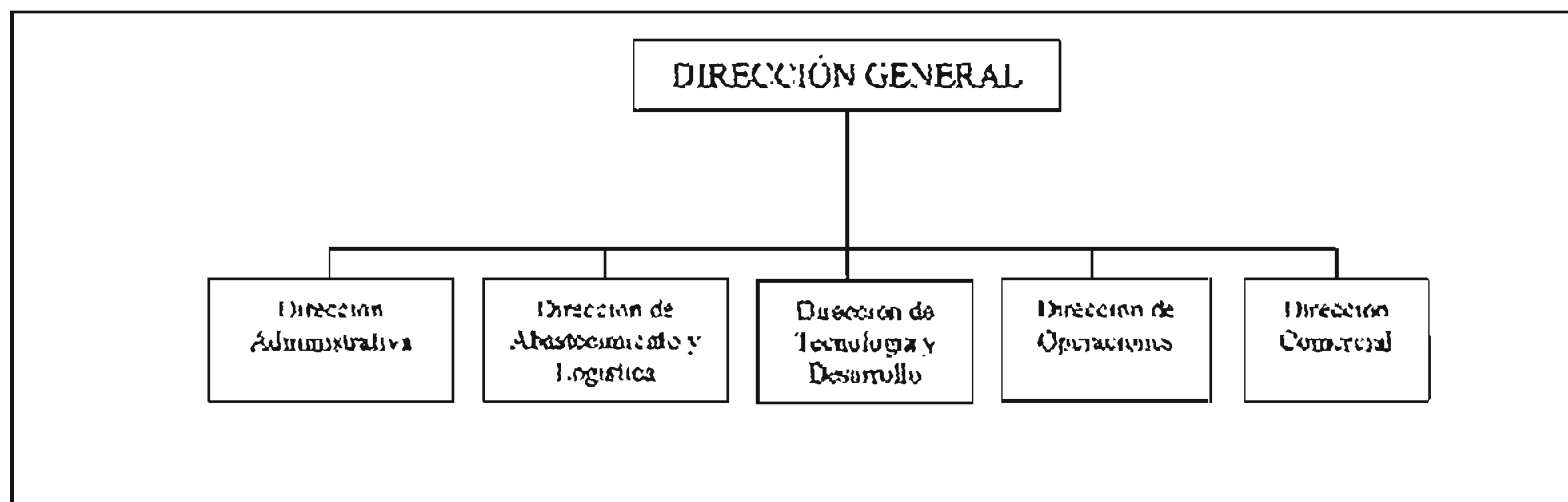 DIRECCIÓN GENERAL
Dirección
Administrativa
Dirección de
Abastecimiento y
Logística
Dirección de
Tecnología y
Desarrollo
Dirección de
Operaciones
Dirección
Comercial